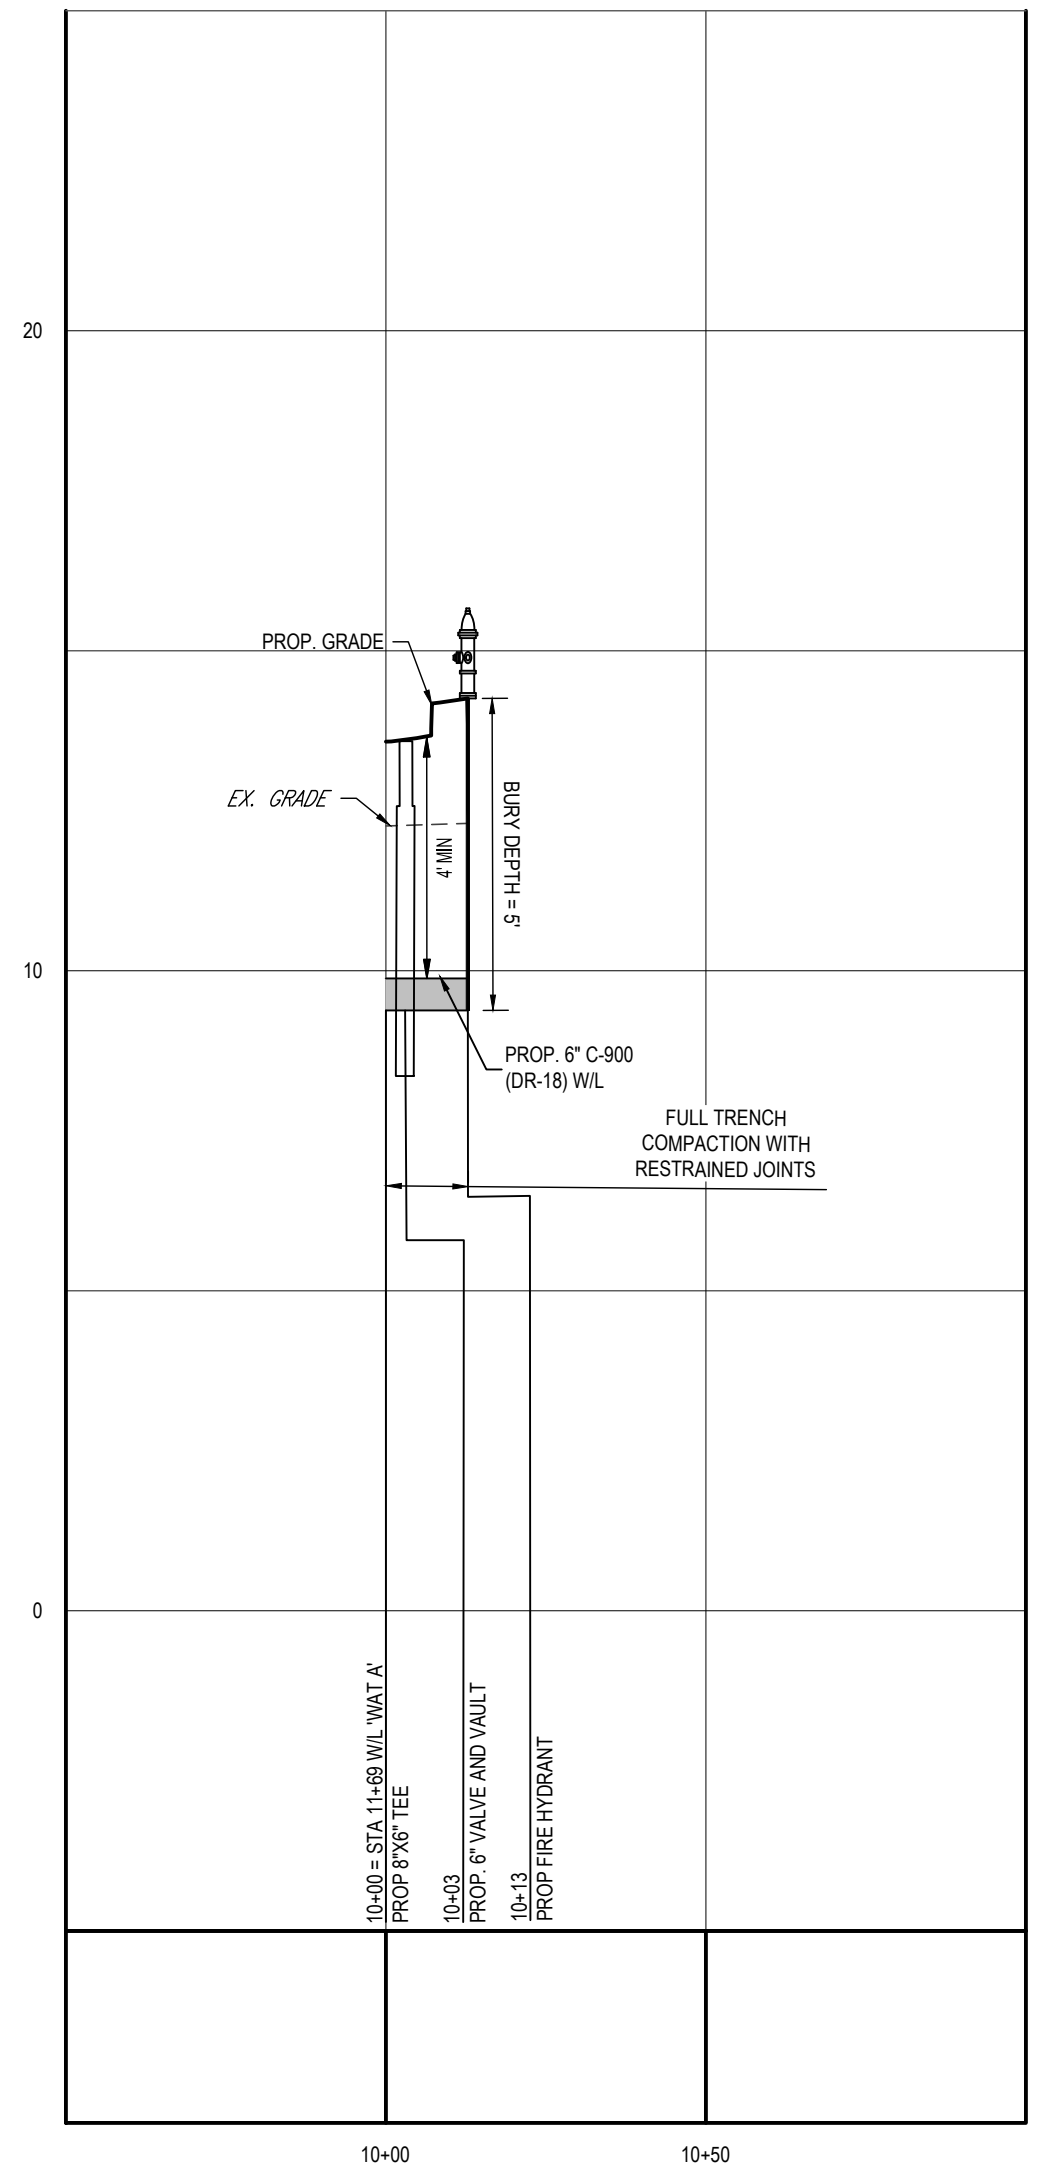 20
PROP. GRADE
EX. GRADE
BURY DEPTH = 5'
4' MIN
10
PROP. 6" C-900
(DR-18) W/L
FULL TRENCH
COMPACTION WITH
RESTRAINED JOINTS
0
10+00 = STA 11+69 W/L 'WAT A'
PROP 8"X6" TEE
10+03
PROP. 6" VALVE AND VAULT
10+13
PROP FIRE HYDRANT
10+00
10+50